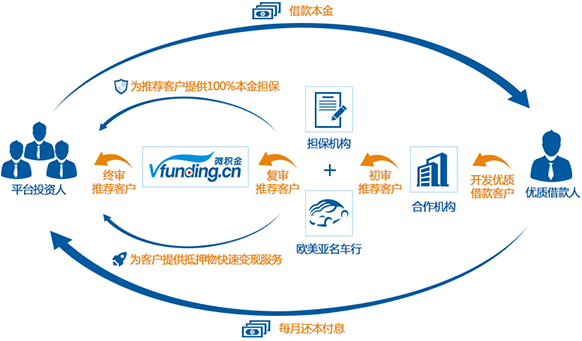 借款本金
为推荐客户提供100%本金担保
平台投资人
终审
推荐客户
微积金
Vfunding.cn
复审
推荐客户
担保机构
+
欧美亚名车行
初审
推荐客户
合作机构
开发优质
借款客户
优质借款人
为客户提供抵押物快速变现服务
每月还本付息